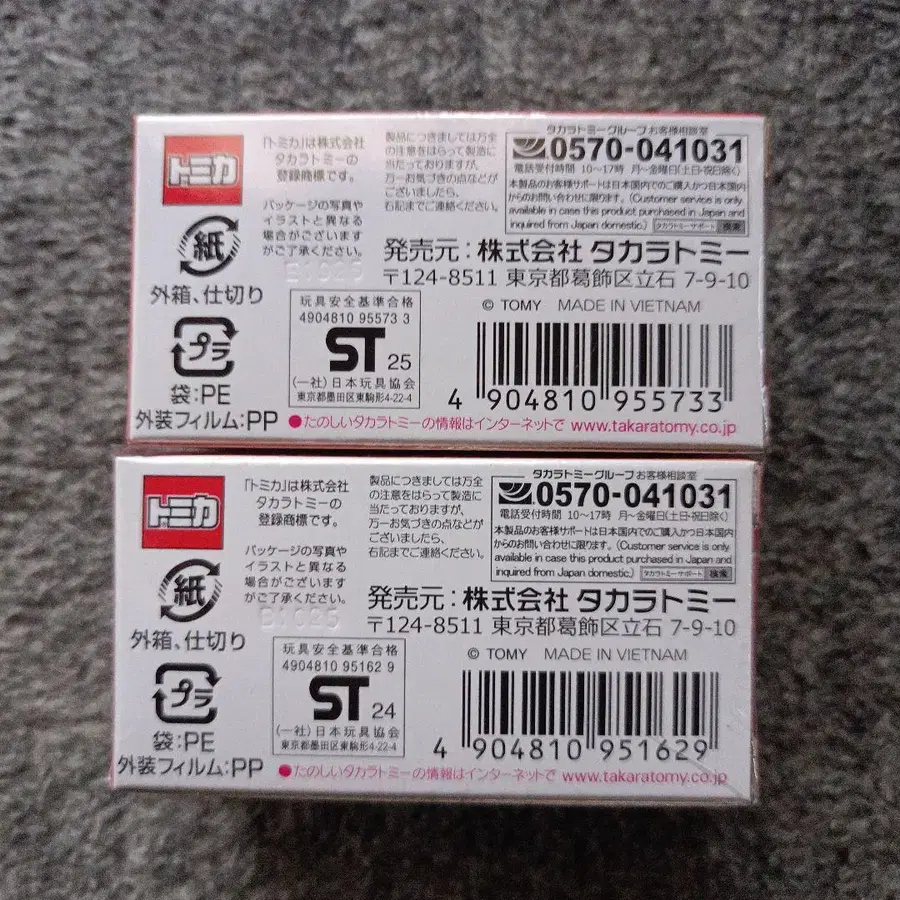 トミカ
「トミカ」は株式会社
タカラトミーの
登録商標です。
パッケージの写真や
イラストと異なる
場合がございます
がご了承ください。
製品につきましては万全
の注意をはらって製造に
当たっておりますが、
万一お気づきの点などが
ございましたら、
右記までご連絡ください。
タカラトミーグループ お客様相談室
0570-041031
電話受付時間 10〜17時 月〜金曜日(土日・祝日除く)
本製品のお客様サポートは日本国内でのご購入かつ日本国内
からのお問い合わせに限ります。(Customer service is only
available in case this product purchased in Japan and
inquired from Japan domestic.) タカラトミーサポート 検索
紙
外箱、仕切り
プラ
袋:PE
外装フィルム:PP
B1025
発売元:株式会社 タカラトミー
〒124-8511 東京都葛飾区立石 7-9-10
© TOMY MADE IN VIETNAM
玩具安全基準合格
4904810 95573 3
ST 25
(一社)日本玩具協会
東京都墨田区東駒形4-22-4
4 904810 955733
●たのしいタカラトミーの情報はインターネットで www.takaratomy.co.jp
トミカ
「トミカ」は株式会社
タカラトミーの
登録商標です。
パッケージの写真や
イラストと異なる
場合がございます
がご了承ください。
製品につきましては万全
の注意をはらって製造に
当たっておりますが、
万一お気づきの点などが
ございましたら、
右記までご連絡ください。
タカラトミーグループ お客様相談室
0570-041031
電話受付時間 10〜17時 月〜金曜日(土日・祝日除く)
本製品のお客様サポートは日本国内でのご購入かつ日本国内
からのお問い合わせに限ります。(Customer service is only
available in case this product purchased in Japan and
inquired from Japan domestic.) タカラトミーサポート 検索
紙
外箱、仕切り
プラ
袋:PE
外装フィルム:PP
B1025
発売元:株式会社 タカラトミー
〒124-8511 東京都葛飾区立石 7-9-10
© TOMY MADE IN VIETNAM
玩具安全基準合格
4904810 95162 9
ST 24
(一社)日本玩具協会
東京都墨田区東駒形4-22-4
4 904810 951629
●たのしいタカラトミーの情報はインターネットで www.takaratomy.co.jp